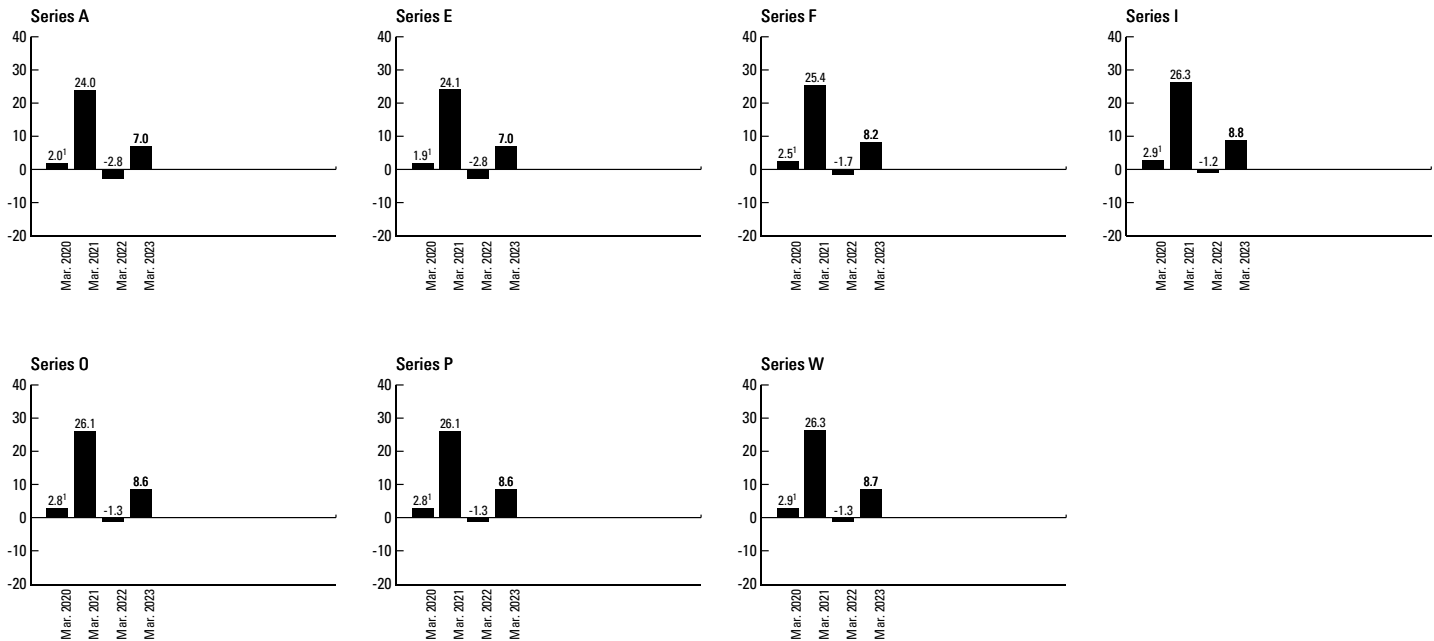 Series A
40
30
20
10
0
-10
-20
2.0¹
24.0
-2.8
7.0
Mar. 2020
Mar. 2021
Mar. 2022
Mar. 2023
Series E
40
30
20
10
0
-10
-20
1.9¹
24.1
-2.8
7.0
Mar. 2020
Mar. 2021
Mar. 2022
Mar. 2023
Series F
40
30
20
10
0
-10
-20
2.5¹
25.4
-1.7
8.2
Mar. 2020
Mar. 2021
Mar. 2022
Mar. 2023
Series I
40
30
20
10
0
-10
-20
2.9¹
26.3
-1.2
8.8
Mar. 2020
Mar. 2021
Mar. 2022
Mar. 2023
Series O
40
30
20
10
0
-10
-20
2.8¹
26.1
-1.3
8.6
Mar. 2020
Mar. 2021
Mar. 2022
Mar. 2023
Series P
40
30
20
10
0
-10
-20
2.8¹
26.1
-1.3
8.6
Mar. 2020
Mar. 2021
Mar. 2022
Mar. 2023
Series W
40
30
20
10
0
-10
-20
2.9¹
26.3
-1.3
8.7
Mar. 2020
Mar. 2021
Mar. 2022
Mar. 2023